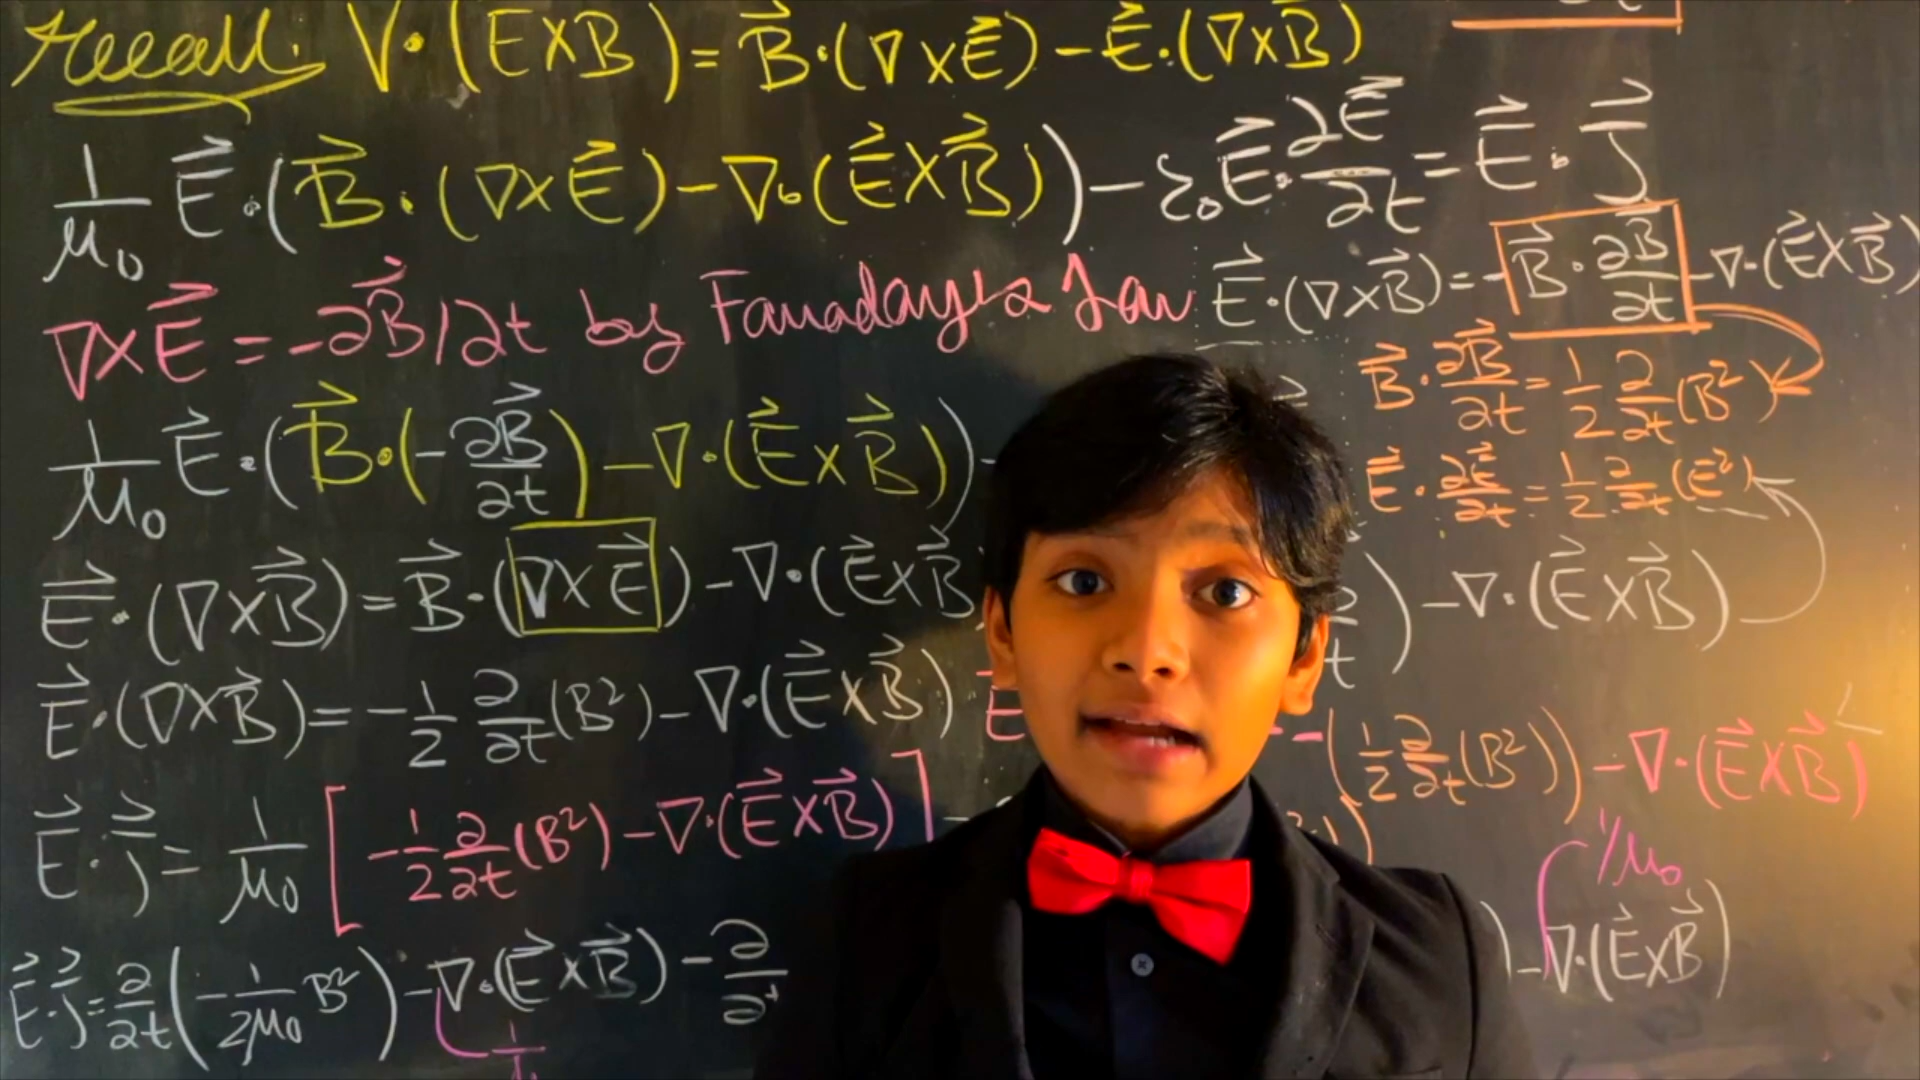 Recall: ∇·(E×B) = B⃗·(∇×E⃗) − E⃗·(∇×B⃗)
1/μ₀ E⃗·(B⃗·(∇×E⃗) − ∇·(E⃗×B⃗)) − ε₀E⃗·∂E⃗/∂t = E⃗·J⃗
E⃗·(∇×B⃗) = −B⃗·∂B⃗/∂t − ∇·(E⃗×B⃗)
∇×E⃗ = −∂B⃗/∂t by Faraday's Law
B⃗·∂B⃗/∂t = 1/2 ∂/∂t (B²)
1/μ₀ E⃗·(B⃗·(−∂B⃗/∂t) − ∇·(E⃗×B⃗)) −
E⃗·∂E⃗/∂t = 1/2 ∂/∂t (E²)
E⃗·(∇×B⃗) = B⃗·(∇×E⃗) − ∇·(E⃗×B⃗
) − ∇·(E⃗×B⃗)
E⃗·(∇×B⃗) = −1/2 ∂/∂t (B²) − ∇·(E⃗×B⃗)
−(1/2 ∂/∂t (B²)) − ∇·(E⃗×B⃗)
E⃗·J⃗ = 1/μ₀ [−1/2 ∂/∂t (B²) − ∇·(E⃗×B⃗)] −
1/μ₀
E⃗·J⃗ = ∂/∂t (−1/2μ₀ B²) − ∇·(E⃗×B⃗) − ∂/∂t
) − ∇·(E⃗×B⃗)